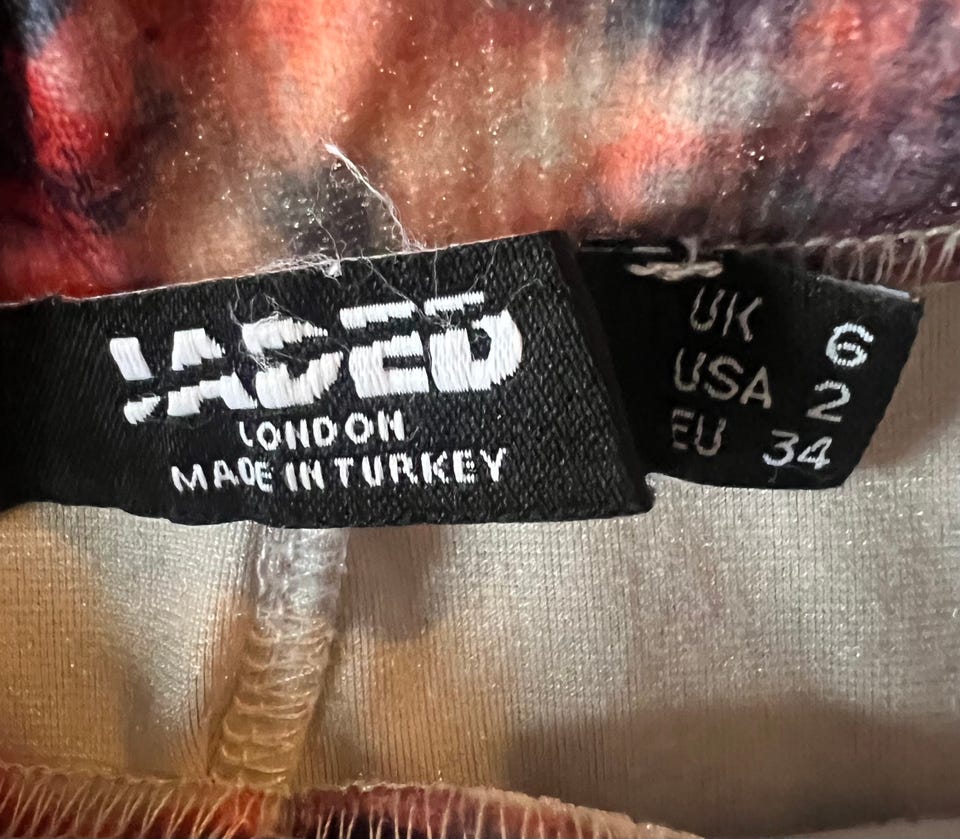 JADED
LONDON
MADE IN TURKEY
UK 6
USA 2
EU 34